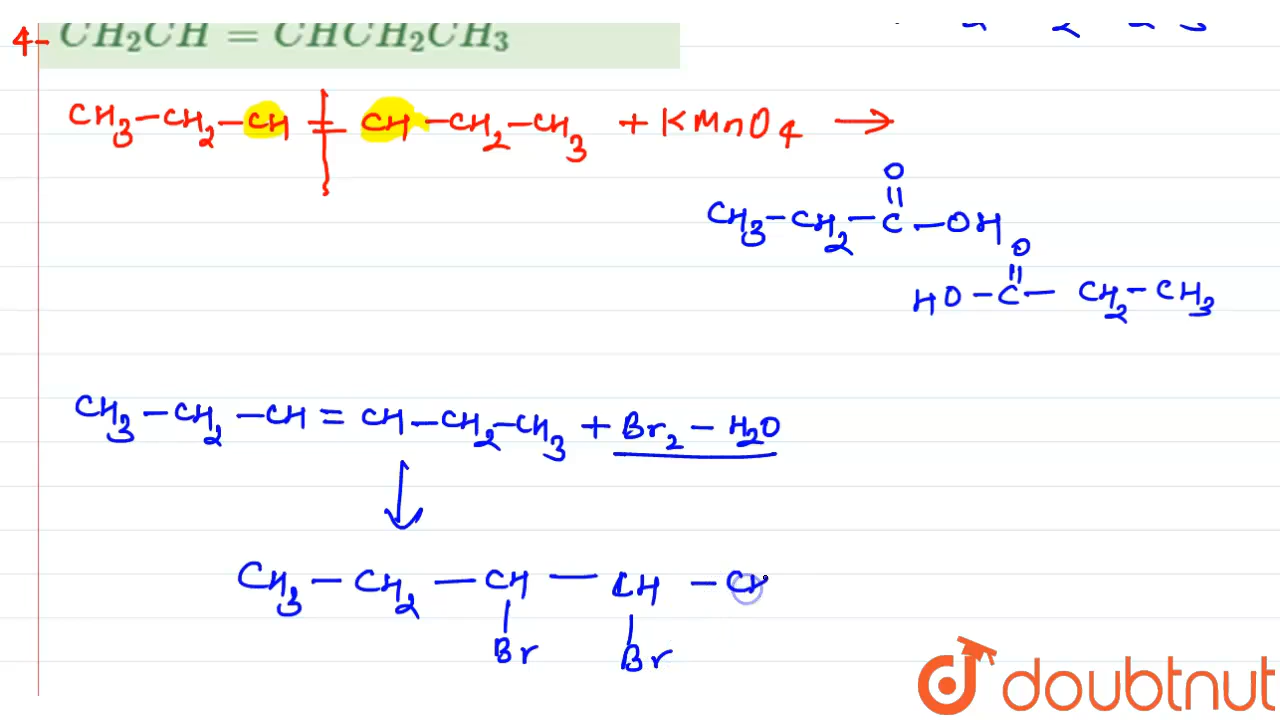 4- CH₂CH = CHCH₂CH₃
CH₃-CH₂-CH = CH-CH₂-CH₃ + KMnO₄ →
O
||
CH₃-CH₂-C-OH
O
||
HO-C-CH₂-CH₃
CH₃-CH₂-CH = CH-CH₂-CH₃ + Br₂-H₂O
↓
CH₃-CH₂-CH-CH-CH
| |
Br Br
doubtnut